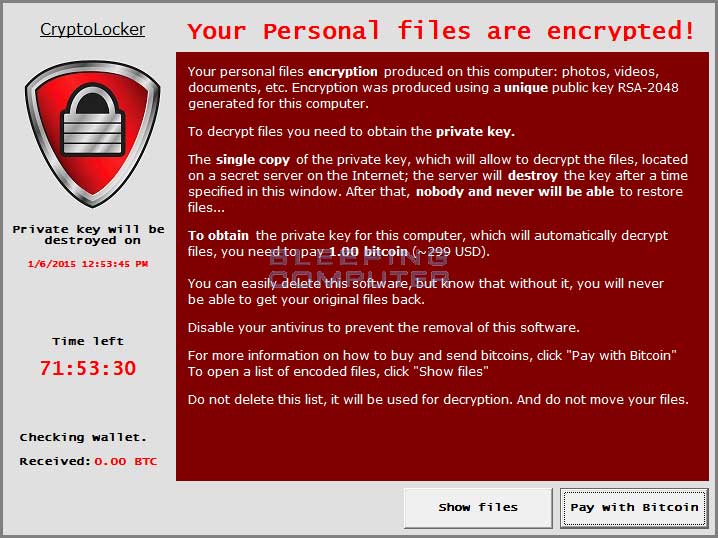 CryptoLocker
Your Personal files are encrypted!
Private key will be
destroyed on
1/6/2015 12:53:45 PM
Time left
71:53:30
Checking wallet.
Received: 0.00 BTC
Your personal files encryption produced on this computer: photos, videos,
documents, etc. Encryption was produced using a unique public key RSA-2048
generated for this computer.
To decrypt files you need to obtain the private key.
The single copy of the private key, which will allow to decrypt the files, located
on a secret server on the Internet; the server will destroy the key after a time
specified in this window. After that, nobody and never will be able to restore
files...
To obtain the private key for this computer, which will automatically decrypt
files, you need to pay 1.00 bitcoin (~299 USD).
BLEEPING
COMPUTER
You can easily delete this software, but know that without it, you will never
be able to get your original files back.
Disable your antivirus to prevent the removal of this software.
For more information on how to buy and send bitcoins, click "Pay with Bitcoin"
To open a list of encoded files, click "Show files"
Do not delete this list, it will be used for decryption. And do not move your files.
Show files
Pay with Bitcoin